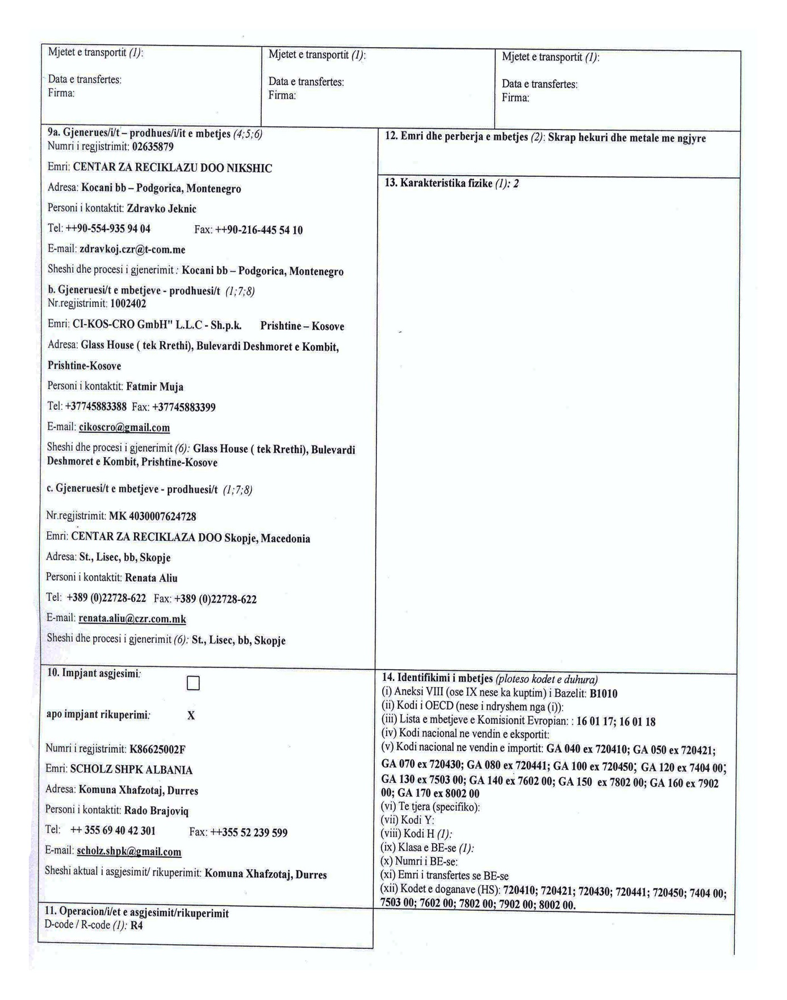 Mjetet e transportit (1):
Data e transfertes:
Firma:
Mjetet e transportit (1):
Data e transfertes:
Firma:
Mjetet e transportit (1):
Data e transfertes:
Firma:
9a. Gjenerues/i/t – prodhues/i/it e mbetjes (4;5;6)
Numri i regjistrimit: 02635879
Emri: CENTAR ZA RECIKLAZU DOO NIKSHIC
Adresa: Kocani bb – Podgorica, Montenegro
Personi i kontaktit: Zdravko Jeknic
Tel: ++90-554-935 94 04 Fax: ++90-216-445 54 10
E-mail: zdravkoj.czr@t-com.me
Sheshi dhe procesi i gjenerimit : Kocani bb – Podgorica, Montenegro
b. Gjeneruesi/t e mbetjeve - prodhuesi/t (1;7;8)
Nr.regjistrimit: 1002402
Emri: CI-KOS-CRO GmbH" L.L.C - Sh.p.k. Prishtine – Kosove
Adresa: Glass House ( tek Rrethi), Bulevardi Deshmoret e Kombit,
Prishtine-Kosove
Personi i kontaktit: Fatmir Muja
Tel: +37745883388 Fax: +37745883399
E-mail: cikoscro@gmail.com
Sheshi dhe procesi i gjenerimit (6): Glass House ( tek Rrethi), Bulevardi
Deshmoret e Kombit, Prishtine-Kosove
c. Gjeneruesi/t e mbetjeve - prodhuesi/t (1;7;8)
Nr.regjistrimit: MK 4030007624728
Emri: CENTAR ZA RECIKLAZA DOO Skopje, Macedonia
Adresa: St., Lisec, bb, Skopje
Personi i kontaktit: Renata Aliu
Tel: +389 (0)22728-622 Fax: +389 (0)22728-622
E-mail: renata.aliu@czr.com.mk
Sheshi dhe procesi i gjenerimit (6): St., Lisec, bb, Skopje
12. Emri dhe perberja e mbetjes (2): Skrap hekuri dhe metale me ngjyre
13. Karakteristika fizike (1): 2
10. Impjant asgjesimi:
apo impjant rikuperimi: X
Numri i regjistrimit: K86625002F
Emri: SCHOLZ SHPK ALBANIA
Adresa: Komuna Xhafzotaj, Durres
Personi i kontaktit: Rado Brajoviq
Tel: ++ 355 69 40 42 301 Fax: ++355 52 239 599
E-mail: scholz.shpk@gmail.com
Sheshi aktual i asgjesimit/ rikuperimit: Komuna Xhafzotaj, Durres
11. Operacion/i/et e asgjesimit/rikuperimit
D-code / R-code (1): R4
14. Identifikimi i mbetjes (ploteso kodet e duhura)
(i) Aneksi VIII (ose IX nese ka kuptim) i Bazelit: B1010
(ii) Kodi i OECD (nese i ndryshem nga (i)):
(iii) Lista e mbetjeve e Komisionit Evropian: : 16 01 17; 16 01 18
(iv) Kodi nacional ne vendin e eksportit:
(v) Kodi nacional ne vendin e importit: GA 040 ex 720410; GA 050 ex 720421;
GA 070 ex 720430; GA 080 ex 720441; GA 100 ex 720450; GA 120 ex 7404 00;
GA 130 ex 7503 00; GA 140 ex 7602 00; GA 150 ex 7802 00; GA 160 ex 7902
00; GA 170 ex 8002 00
(vi) Te tjera (specifiko):
(vii) Kodi Y:
(viii) Kodi H (1):
(ix) Klasa e BE-se (1):
(x) Numri i BE-se:
(xi) Emri i transfertes se BE-se
(xii) Kodet e doganave (HS): 720410; 720421; 720430; 720441; 720450; 7404 00;
7503 00; 7602 00; 7802 00; 7902 00; 8002 00.